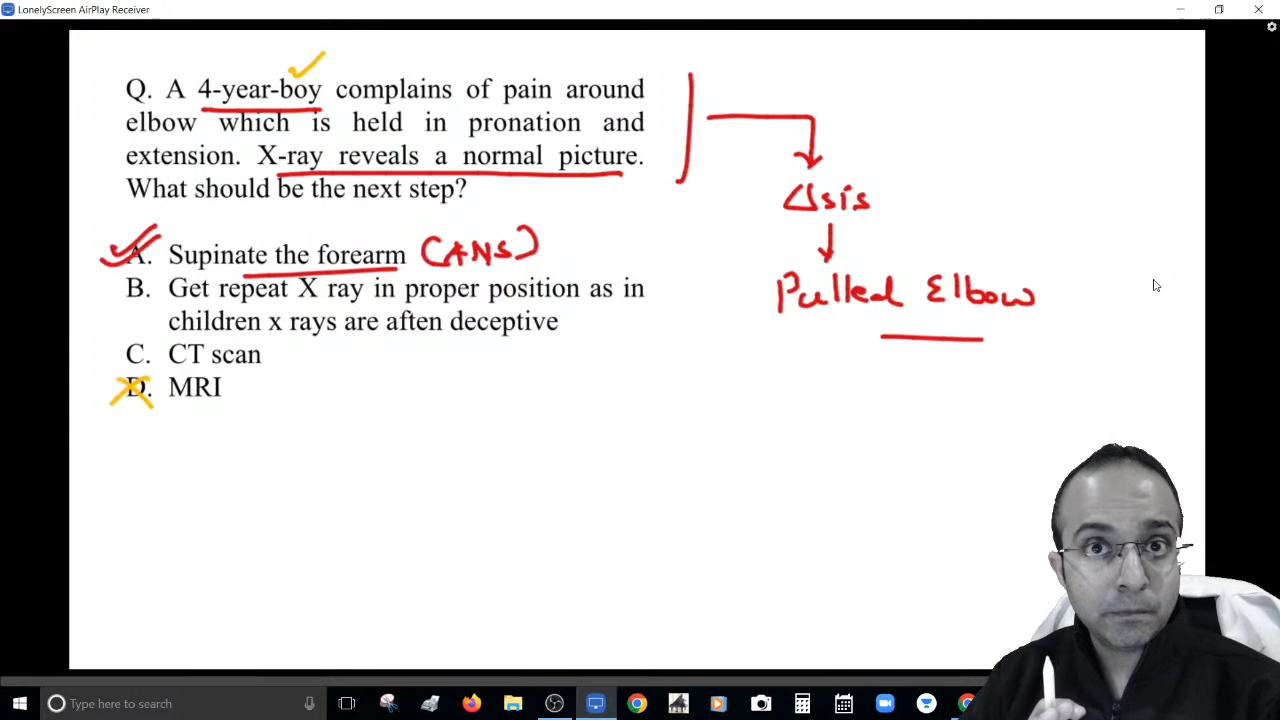 LonelyScreen AirPlay Receiver
Q. A 4-year-boy complains of pain around
elbow which is held in pronation and
extension. X-ray reveals a normal picture.
What should be the next step?
A. Supinate the forearm (ANS)
B. Get repeat X ray in proper position as in
children x rays are aften deceptive
C. CT scan
D. MRI
Δsis
Pulled Elbow
Type here to search